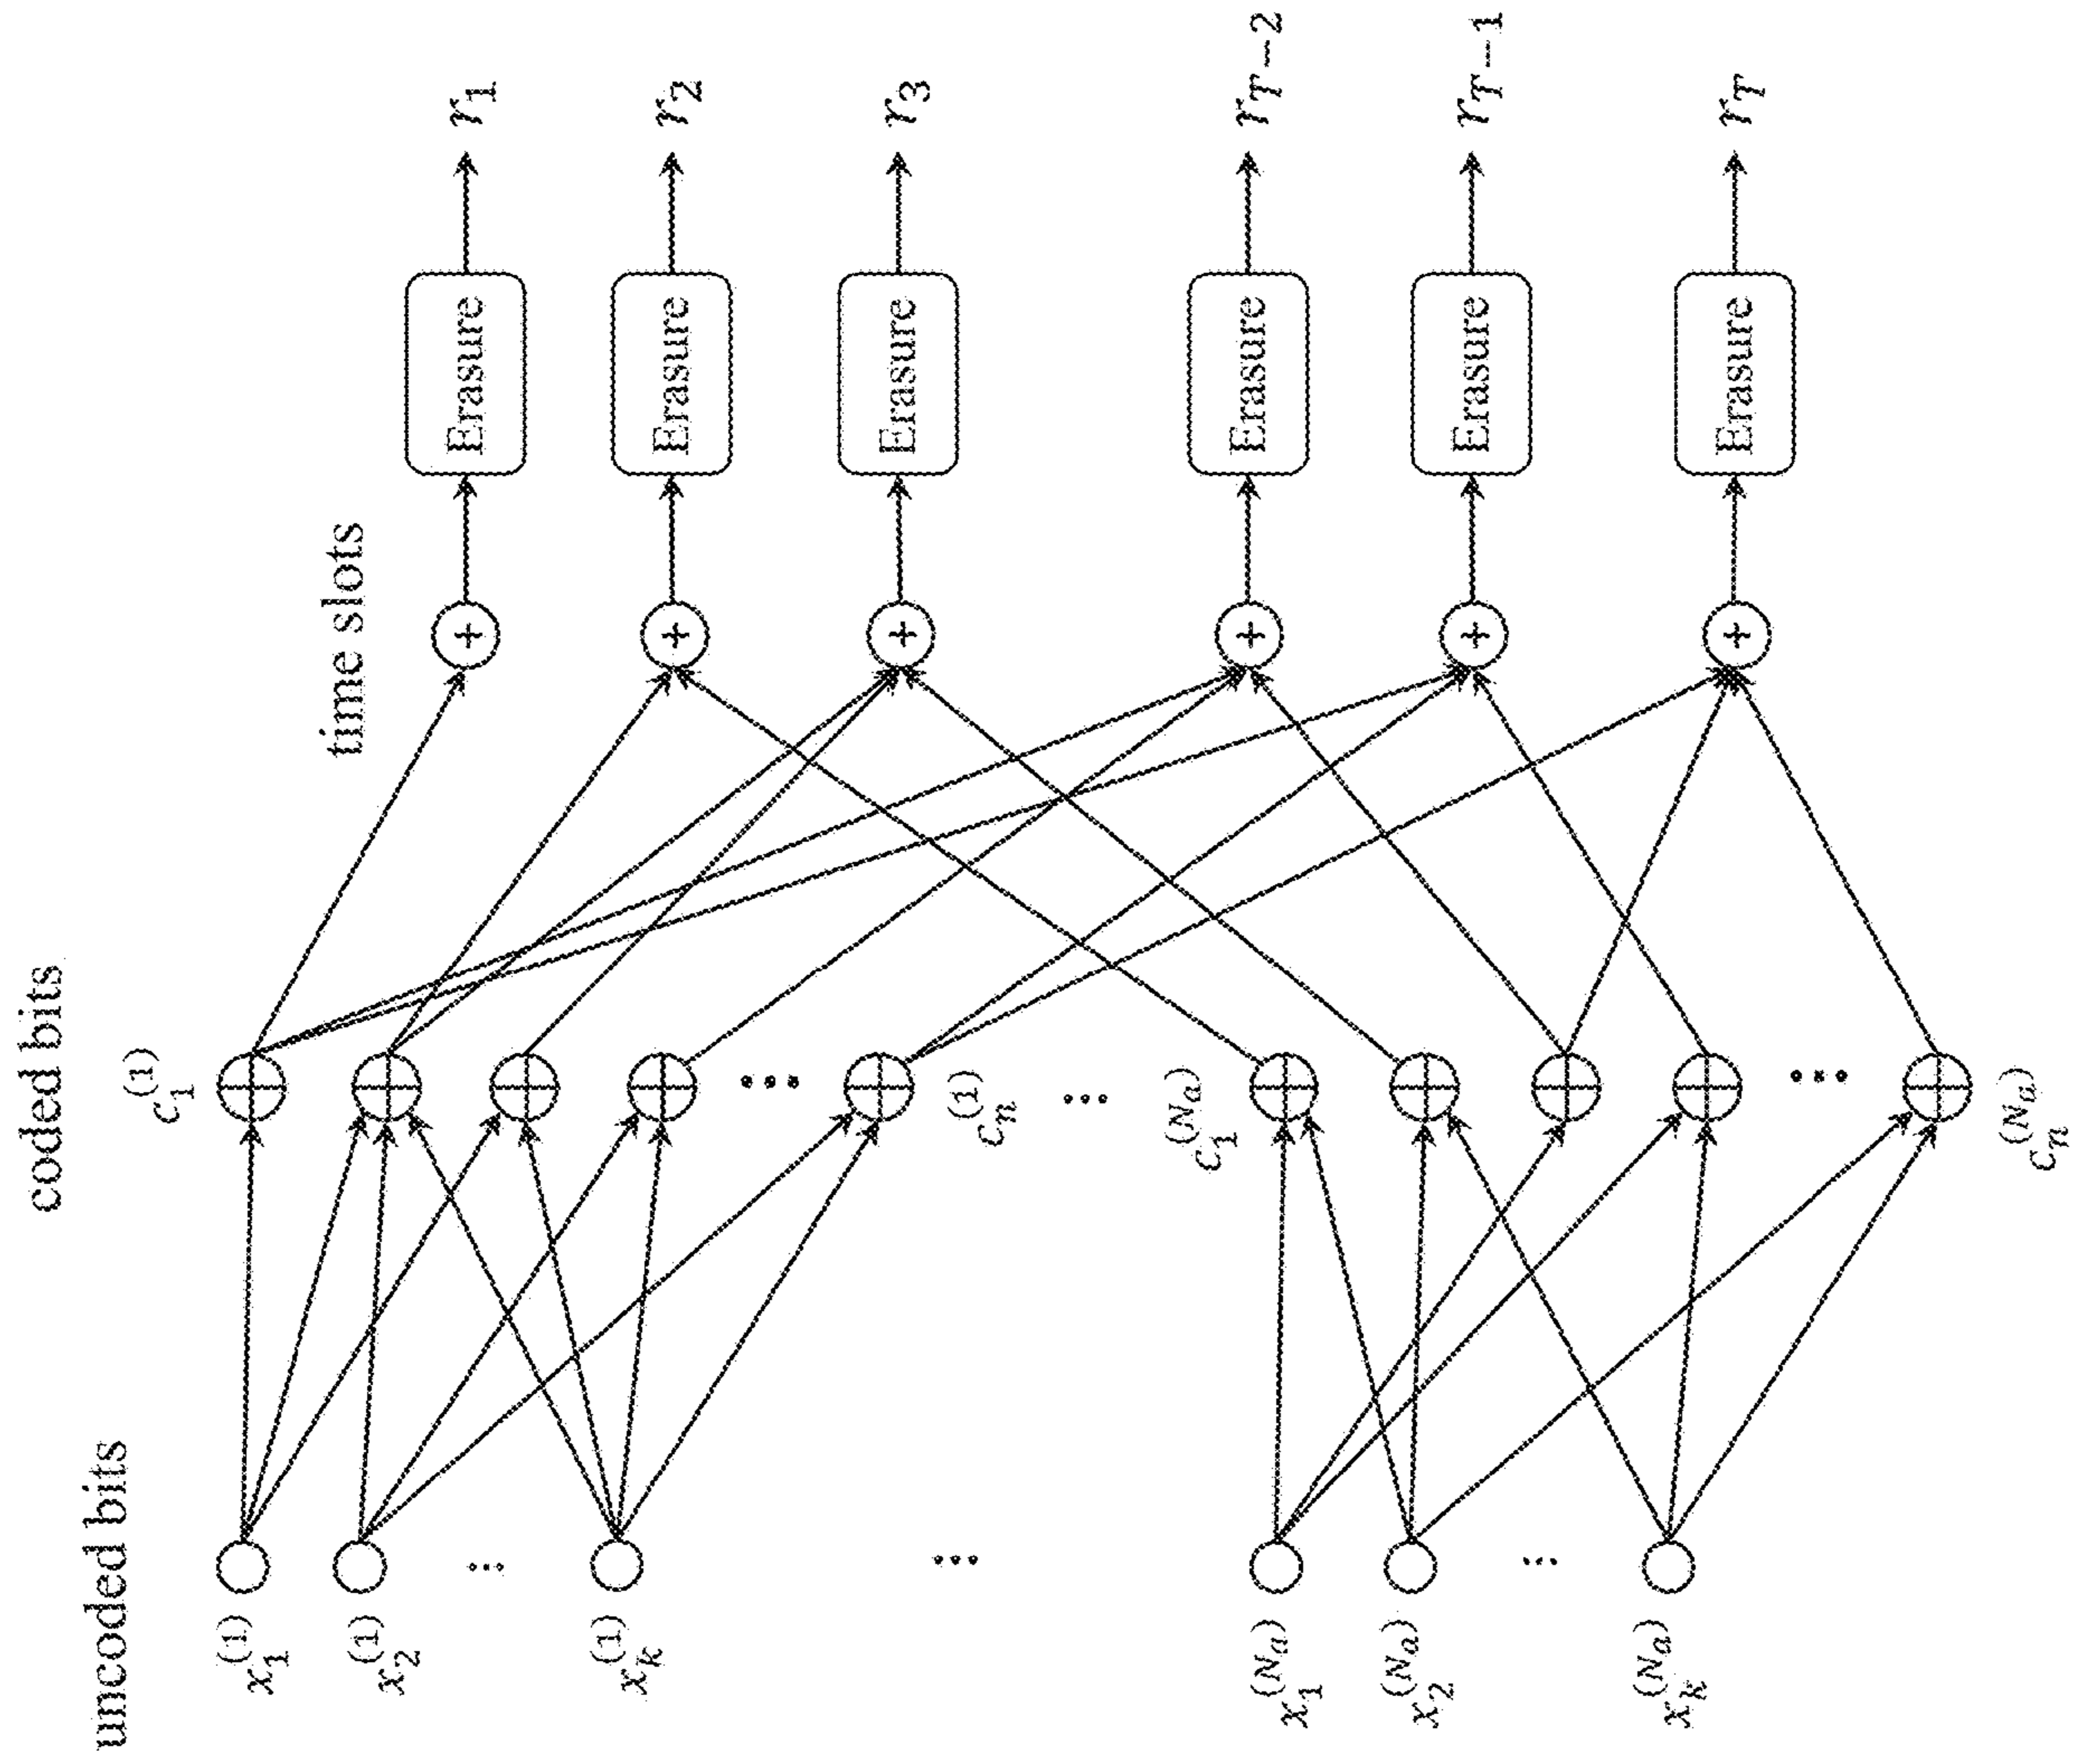 uncoded bits
coded bits
time slots
x_1^{(1)}
x_2^{(1)}
...
x_k^{(1)}
...
x_1^{(N_a)}
x_2^{(N_a)}
...
x_k^{(N_a)}
c_1^{(1)}
...
c_n^{(1)}
...
c_1^{(N_a)}
...
c_n^{(N_a)}
+
+
+
+
+
+
Erasure
Erasure
Erasure
Erasure
Erasure
Erasure
r_1
r_2
r_3
r_{T-2}
r_{T-1}
r_T